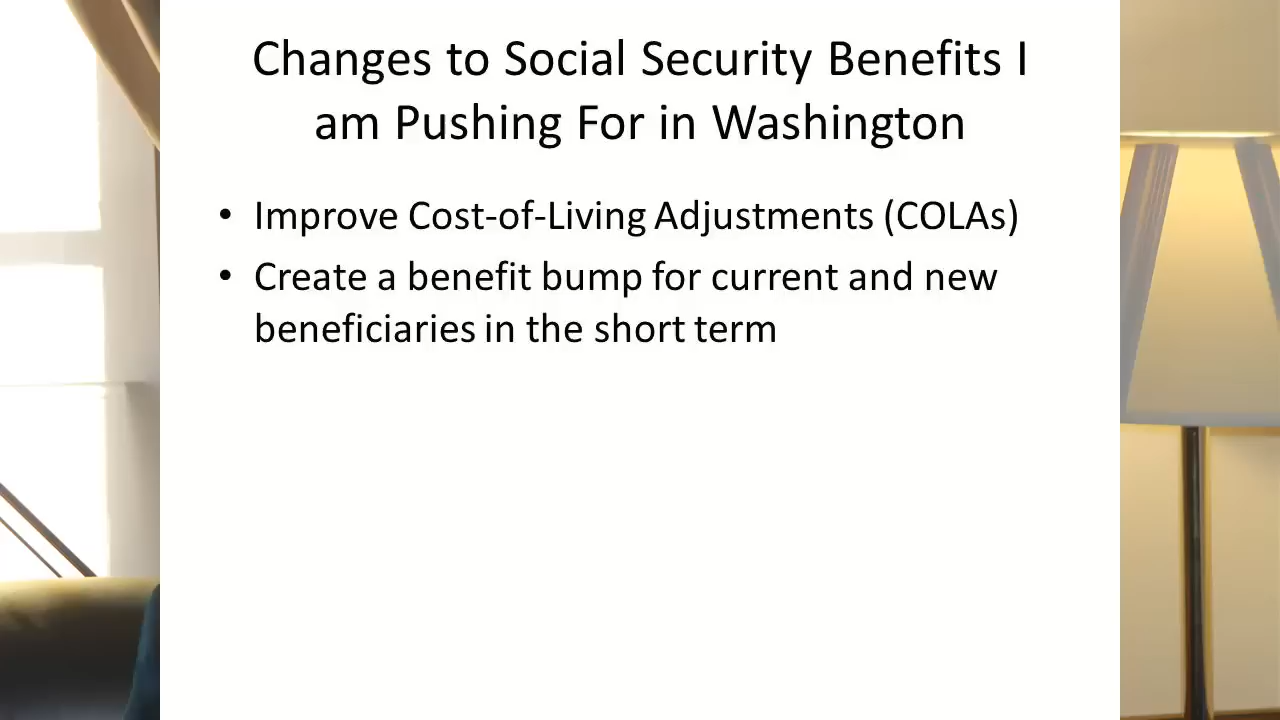 Changes to Social Security Benefits I
am Pushing For in Washington
• Improve Cost-of-Living Adjustments (COLAs)
• Create a benefit bump for current and new
beneficiaries in the short term